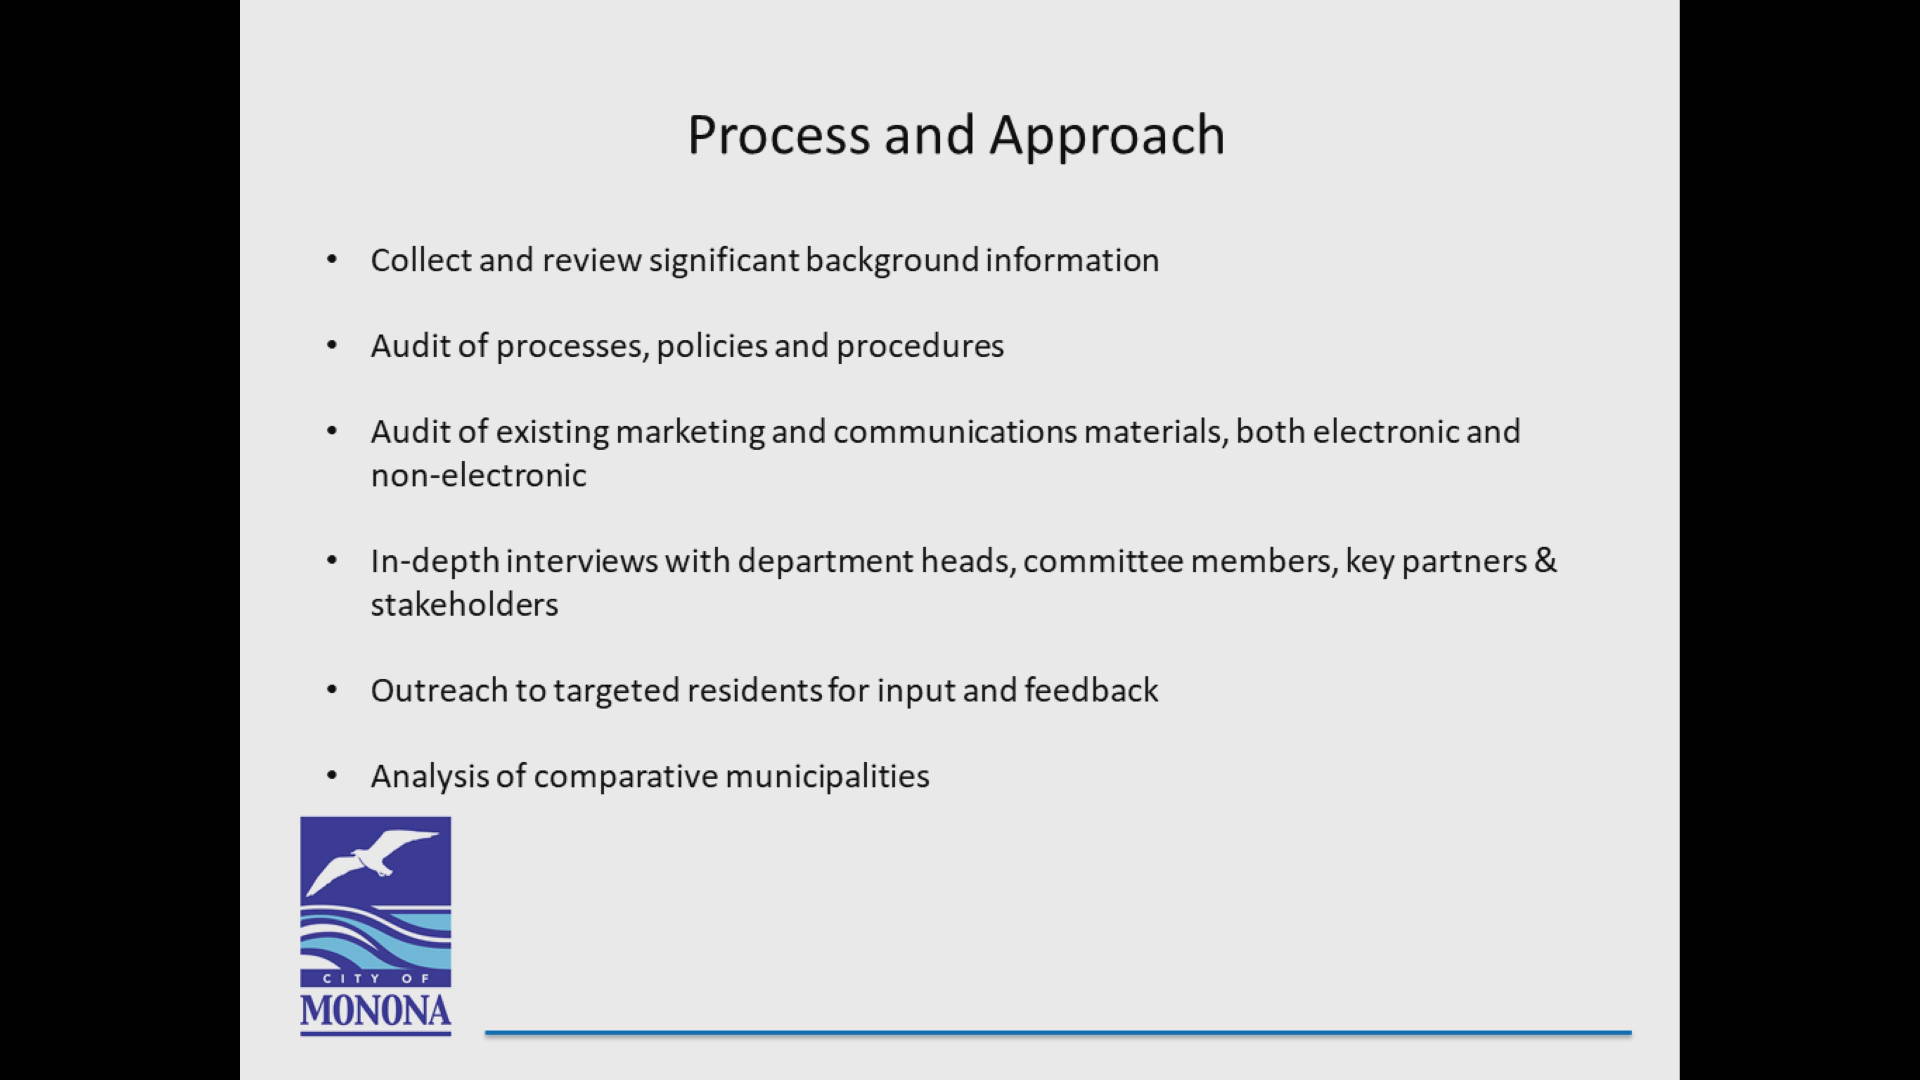 Process and Approach
• Collect and review significant background information
• Audit of processes, policies and procedures
• Audit of existing marketing and communications materials, both electronic and
non-electronic
• In-depth interviews with department heads, committee members, key partners &
stakeholders
• Outreach to targeted residents for input and feedback
• Analysis of comparative municipalities
CITY OF
MONONA